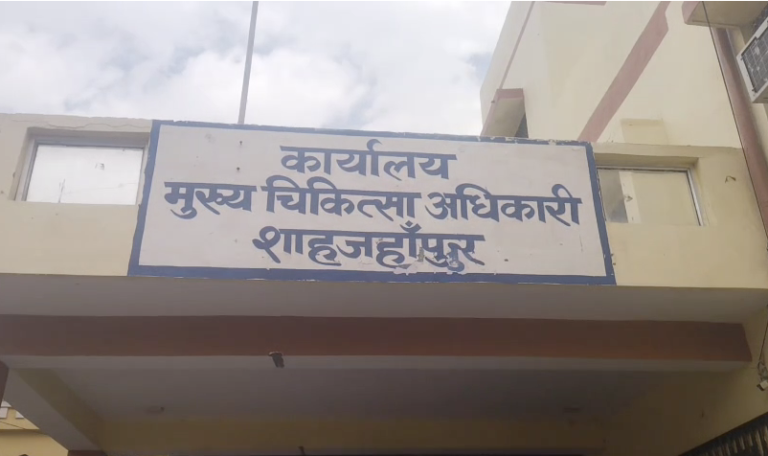 कार्यालय
मुख्य चिकित्सा अधिकारी
शाहजहाँपुर